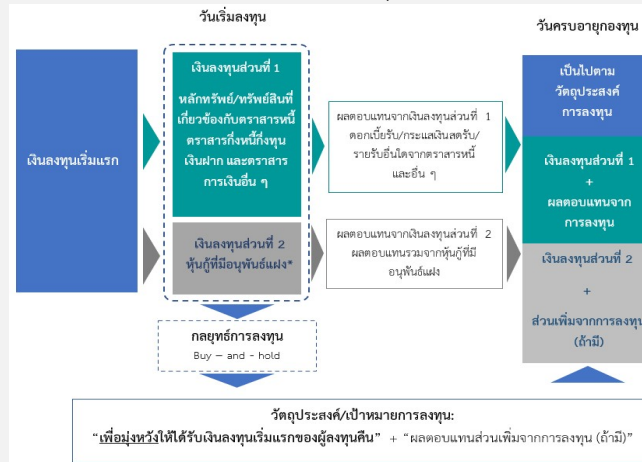 วันเริ่มลงทุน
วันครบอายุกองทุน
เงินลงทุนเริ่มแรก
เงินลงทุนส่วนที่ 1
หลักทรัพย์/ทรัพย์สินที่
เกี่ยวข้องกับตราสารหนี้
ตราสารกึ่งหนี้กึ่งทุน
เงินฝาก และตราสาร
การเงินอื่น ๆ
เงินลงทุนส่วนที่ 2
หุ้นกู้ที่มีอนุพันธ์แฝง*
ผลตอบแทนจากเงินลงทุนส่วนที่ 1
ดอกเบี้ยรับ/กระแสเงินสดรับ/
รายรับอื่นใดจากตราสารหนี้
และอื่น ๆ
ผลตอบแทนจากเงินลงทุนส่วนที่ 2
ผลตอบแทนรวมจากหุ้นกู้ที่มี
อนุพันธ์แฝง
เป็นไปตาม
วัตถุประสงค์
การลงทุน
เงินลงทุนส่วนที่ 1
+
ผลตอบแทนจาก
การลงทุน
เงินลงทุนส่วนที่ 2
+
ส่วนเพิ่มจากการลงทุน
(ถ้ามี)
กลยุทธ์การลงทุน
Buy – and - hold
วัตถุประสงค์/เป้าหมายการลงทุน:
"เพื่อมุ่งหวังให้ได้รับเงินลงทุนเริ่มแรกของผู้ลงทุนคืน" + "ผลตอบแทนส่วนเพิ่มจากการลงทุน (ถ้ามี)"